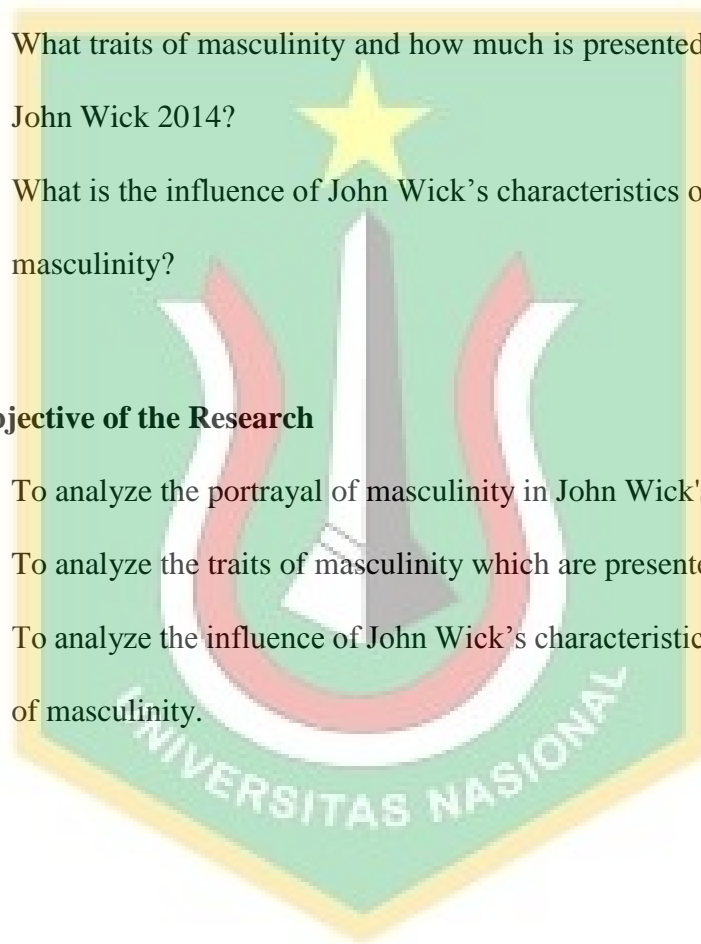 What traits of masculinity and how much is presented
John Wick 2014?
What is the influence of John Wick's characteristics o
masculinity?
bjective of the Research
To analyze the portrayal of masculinity in John Wick'
To analyze the traits of masculinity which are presente
To analyze the influence of John Wick's characteristic
of masculinity.
UNIVERSITAS NASIONAL